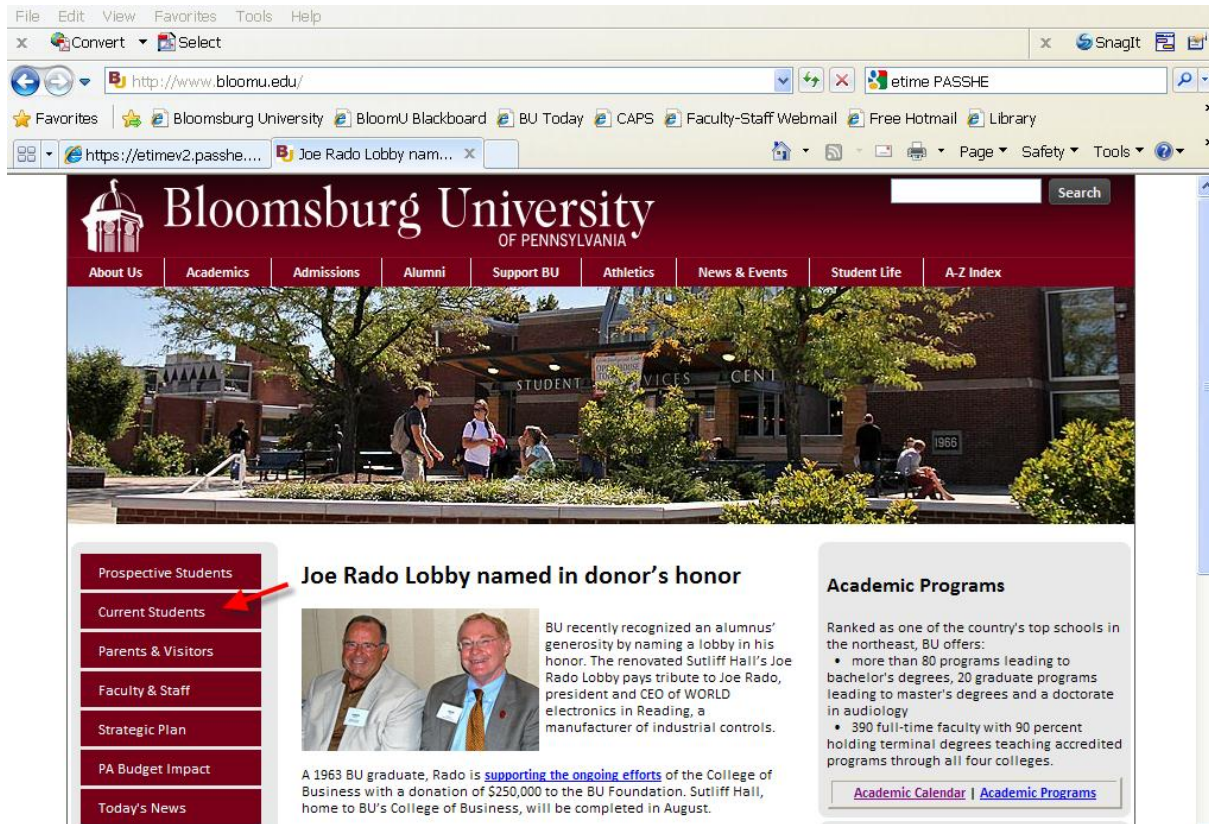 File Edit View Favorites Tools Help
x Convert Select x SnagIt
http://www.bloomu.edu/ etime PASSHE
Favorites Bloomsburg University BloomU Blackboard BU Today CAPS Faculty-Staff Webmail Free Hotmail Library
https://etimev2.passhe.... Joe Rado Lobby nam... x Page Safety Tools
Bloomsburg University
OF PENNSYLVANIA
Search
About Us Academics Admissions Alumni Support BU Athletics News & Events Student Life A-Z Index
STUDENT SERVICES CENT
OPEN HOUSE
1966
Prospective Students
Current Students
Parents & Visitors
Faculty & Staff
Strategic Plan
PA Budget Impact
Today's News
Joe Rado Lobby named in donor's honor
BU recently recognized an alumnus'
generosity by naming a lobby in his
honor. The renovated Sutliff Hall's Joe
Rado Lobby pays tribute to Joe Rado,
president and CEO of WORLD
electronics in Reading, a
manufacturer of industrial controls.
A 1963 BU graduate, Rado is supporting the ongoing efforts of the College of
Business with a donation of $250,000 to the BU Foundation. Sutliff Hall,
home to BU's College of Business, will be completed in August.
Academic Programs
Ranked as one of the country's top schools in
the northeast, BU offers:
• more than 80 programs leading to
bachelor's degrees, 20 graduate programs
leading to master's degrees and a doctorate
in audiology
• 390 full-time faculty with 90 percent
holding terminal degrees teaching accredited
programs through all four colleges.
Academic Calendar | Academic Programs